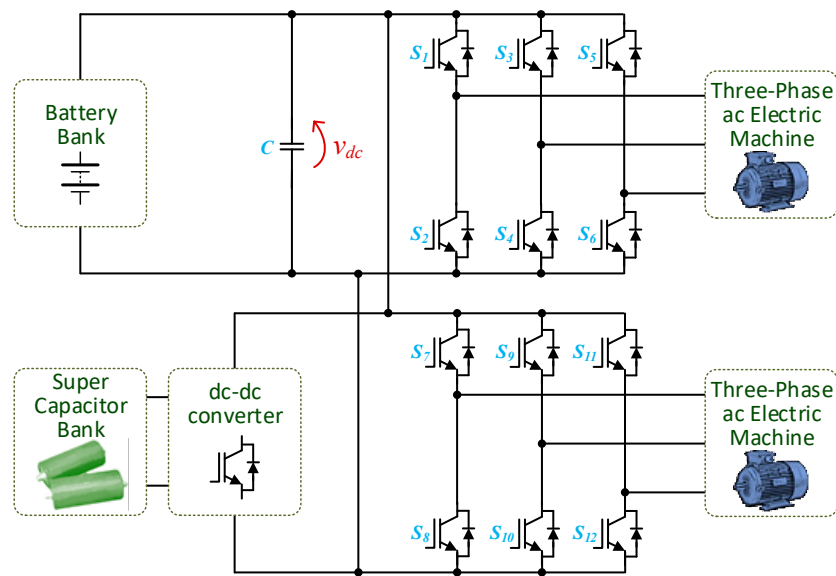 S1
S3
S5
Battery
Bank
C
vdc
Three-Phase
ac Electric
Machine
S2
S4
S6
S7
S9
S11
Super
Capacitor
Bank
dc-dc
converter
Three-Phase
ac Electric
Machine
S8
S10
S12